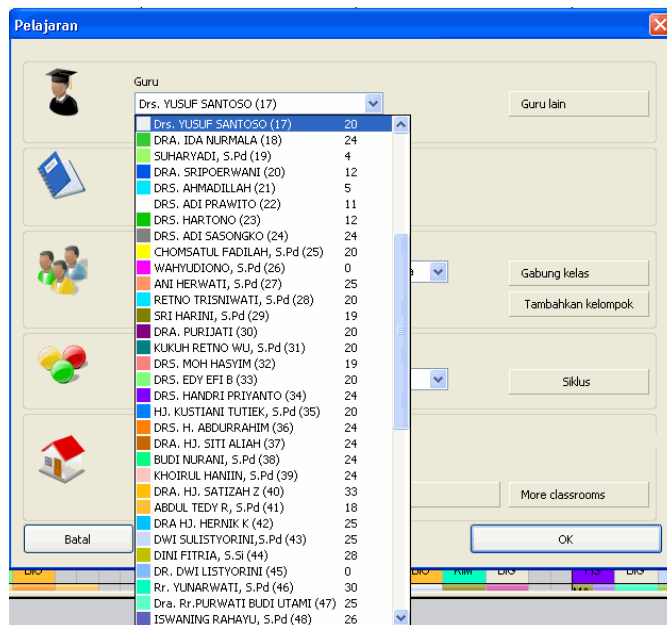 Pelajaran
Guru
Drs. YUSUF SANTOSO (17)
Guru lain
Drs. YUSUF SANTOSO (17) 20
DRA. IDA NURMALA (18) 24
SUHARYADI, S.Pd (19) 4
DRA. SRIPOERWANI (20) 12
DRS. AHMADILLAH (21) 5
DRS. ADI PRAWITO (22) 11
DRS. HARTONO (23) 12
DRS. ADI SASONGKO (24) 24
CHOMSATUL FADILAH, S.Pd (25) 20
WAHYUDIONO, S.Pd (26) 0
Gabung kelas
ANI HERWATI, S.Pd (27) 25
RETNO TRISNIWATI, S.Pd (28) 20
Tambahkan kelompok
SRI HARINI, S.Pd (29) 19
DRA. PURIJATI (30) 20
KUKUH RETNO WU, S.Pd (31) 20
DRS. MOH HASYIM (32) 19
DRS. EDY EFI B (33) 20
Siklus
DRS. HANDRI PRIYANTO (34) 24
HJ. KUSTIANI TUTIEK, S.Pd (35) 20
DRS. H. ABDURRAHIM (36) 24
DRA. HJ. SITI ALIAH (37) 24
BUDI NURANI, S.Pd (38) 24
KHOIRUL HANIIN, S.Pd (39) 24
DRA. HJ. SATIZAH Z (40) 33
More classrooms
ABDUL TEDY R, S.Pd (41) 18
DRA HJ. HERNIK K (42) 25
DWI SULISTYORINI,S.Pd (43) 25
Batal
OK
DINI FITRIA, S.Si (44) 28
DR. DWI LISTYORINI (45) 0
Rr. YUNARWATI, S.Pd (46) 30
Dra. Rr.PURWATI BUDI UTAMI (47) 25
ISWANING RAHAYU, S.Pd (48) 26